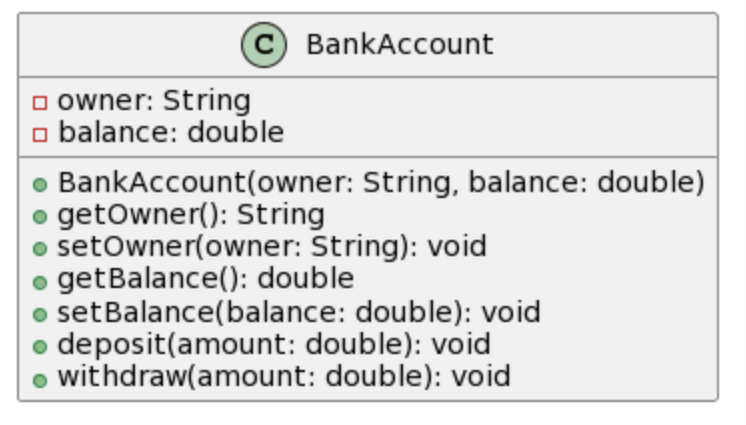 C BankAccount
owner: String
balance: double
BankAccount(owner: String, balance: double)
getOwner(): String
setOwner(owner: String): void
getBalance(): double
setBalance(balance: double): void
deposit(amount: double): void
withdraw(amount: double): void